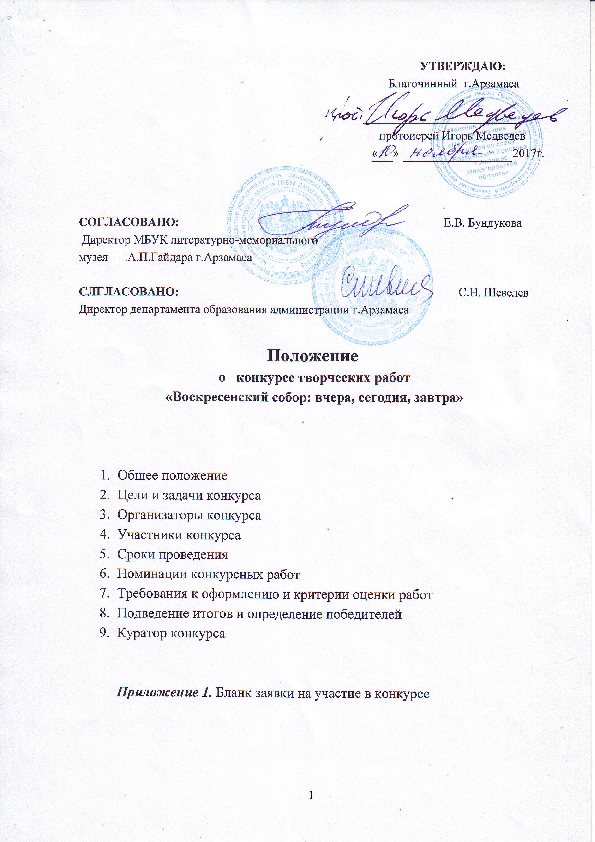 УТВЕРЖДАЮ:
Благочинный г.Арзамаса
прот. Игорь Медведев
протоиерей Игорь Медведев
«10» ноября 2017г.
СОГЛАСОВАНО: Е.В. Бундукова
Директор МБУК литературно-мемориального
музея А.П.Гайдара г.Арзамаса
СЛГЛАСОВАНО: С.Н. Шевелев
Директор департамента образования администрации г.Арзамаса
Положение
о конкурсе творческих работ
«Воскресенский собор: вчера, сегодня, завтра»
1. Общее положение
2. Цели и задачи конкурса
3. Организаторы конкурса
4. Участники конкурса
5. Сроки проведения
6. Номинации конкурсных работ
7. Требования к оформлению и критерии оценки работ
8. Подведение итогов и определение победителей
9. Куратор конкурса
Приложение 1. Бланк заявки на участие в конкурсе
1